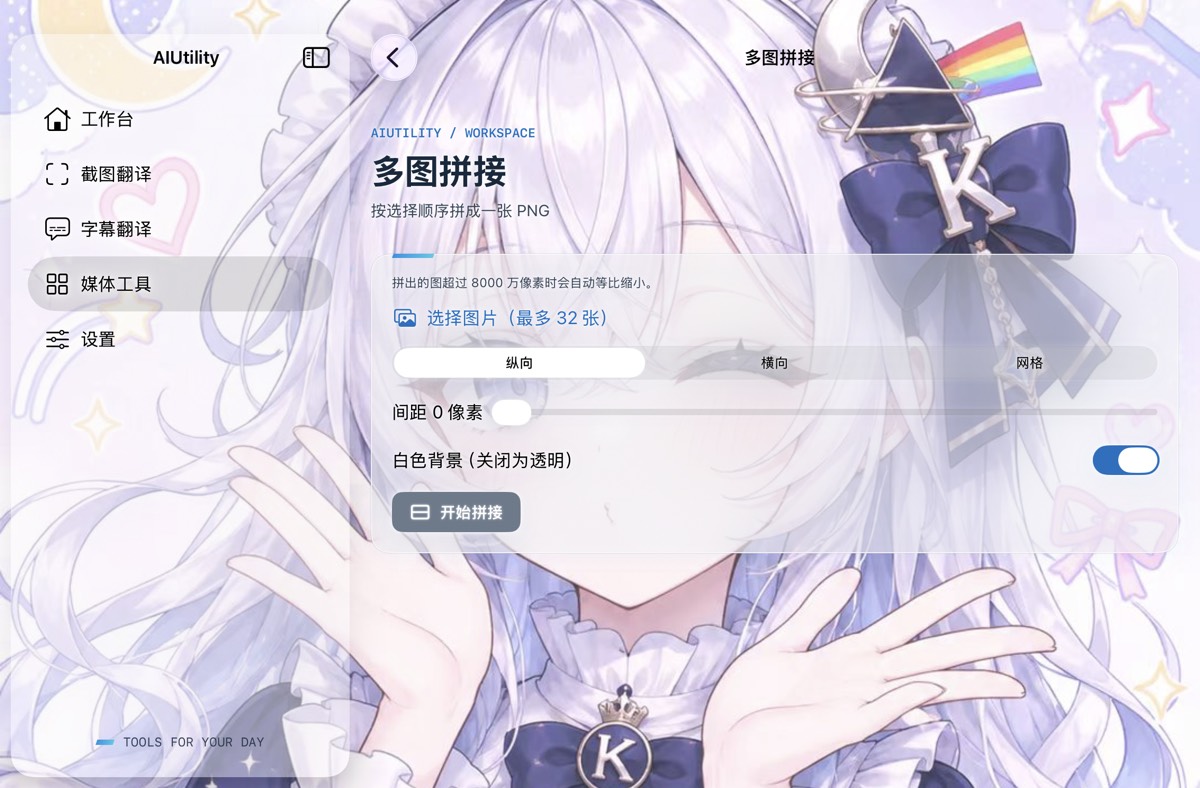 AIUtility
工作台
截图翻译
字幕翻译
媒体工具
设置
TOOLS FOR YOUR DAY
多图拼接
AIUTILITY / WORKSPACE
多图拼接
按选择顺序拼成一张 PNG
拼出的图超过 8000 万像素时会自动等比缩小。
选择图片（最多 32 张）
纵向 横向 网格
间距 0 像素
白色背景 (关闭为透明)
开始拼接
K
K